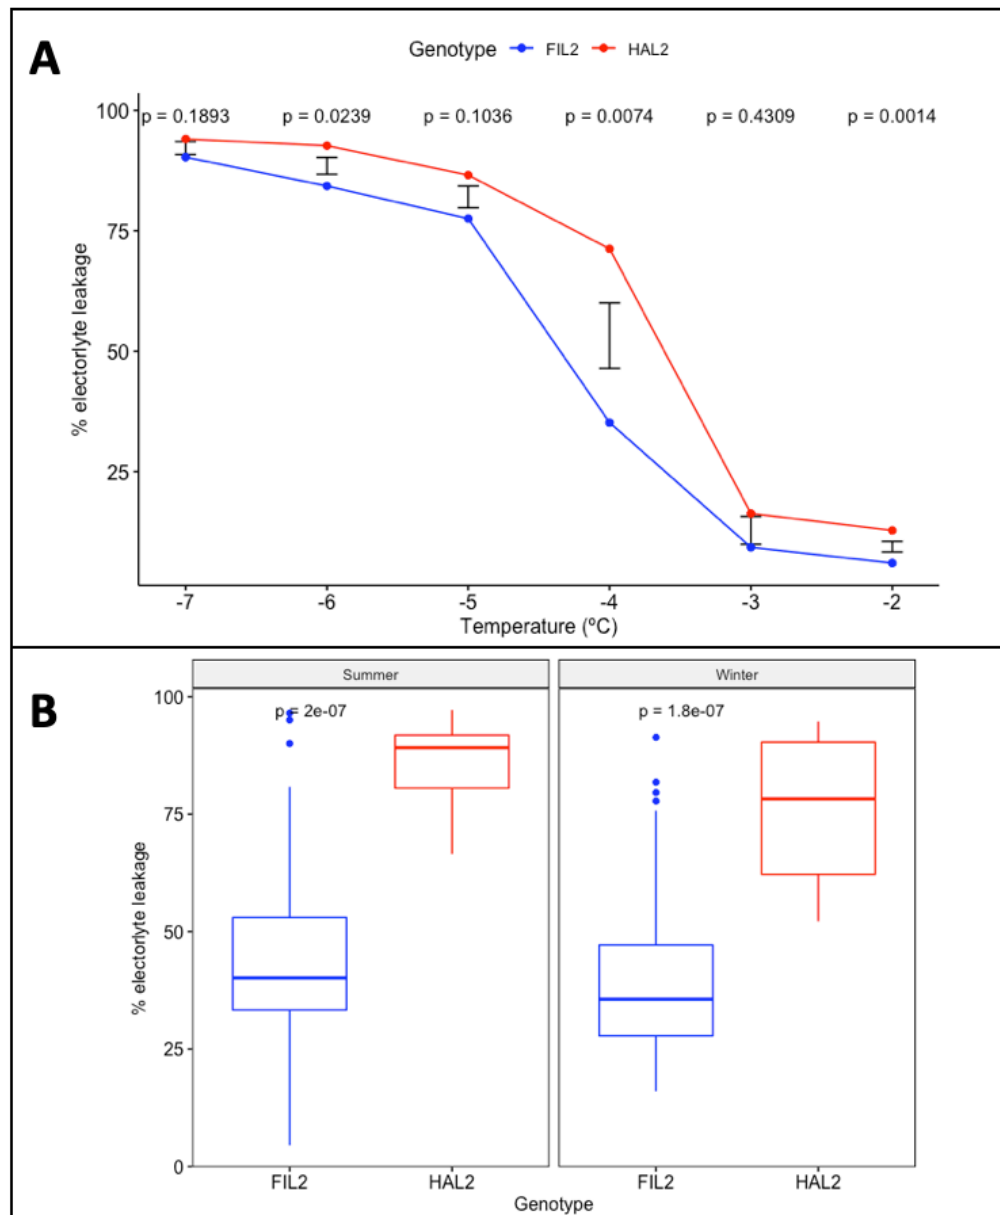 A
Genotype FIL2 HAL2
p = 0.1893 p = 0.0239 p = 0.1036 p = 0.0074 p = 0.4309 p = 0.0014
100
75
50
25
% electorlyte leakage
-7 -6 -5 -4 -3 -2
Temperature (ºC)
B
Summer Winter
p = 2e-07 p = 1.8e-07
100
75
50
25
0
% electorlyte leakage
FIL2 HAL2 FIL2 HAL2
Genotype